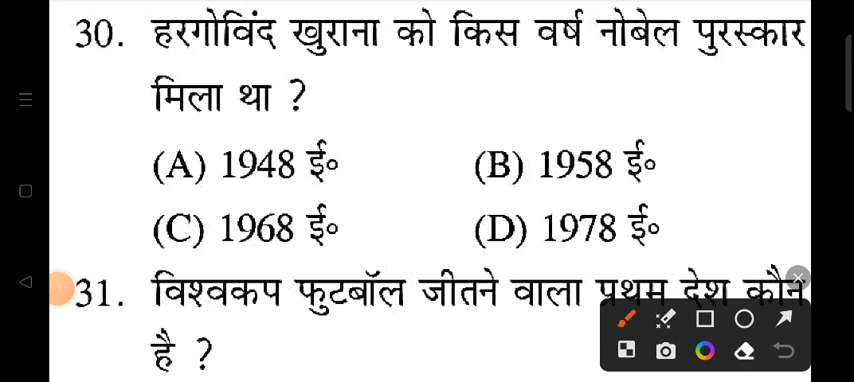 30. हरगोविंद खुराना को किस वर्ष नोबेल पुरस्कार
मिला था ?
(A) 1948 ई० (B) 1958 ई०
(C) 1968 ई० (D) 1978 ई०
31. विश्वकप फुटबॉल जीतने वाला प्रथम देश कौन
है ?